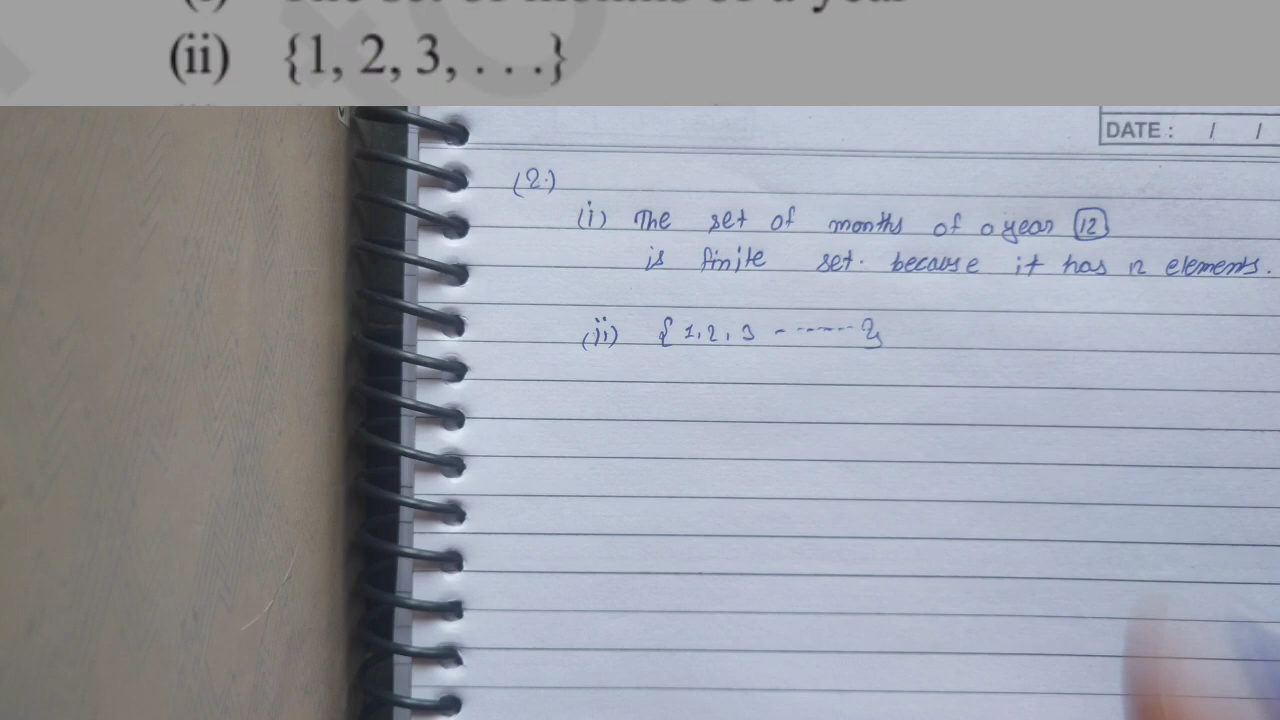 (ii) {1, 2, 3, . . .}
DATE : / /
(2.)
(i) The set of months of a year 12
is finite set. because it has 12 elements.
(ii) { 1, 2, 3 - ------- }